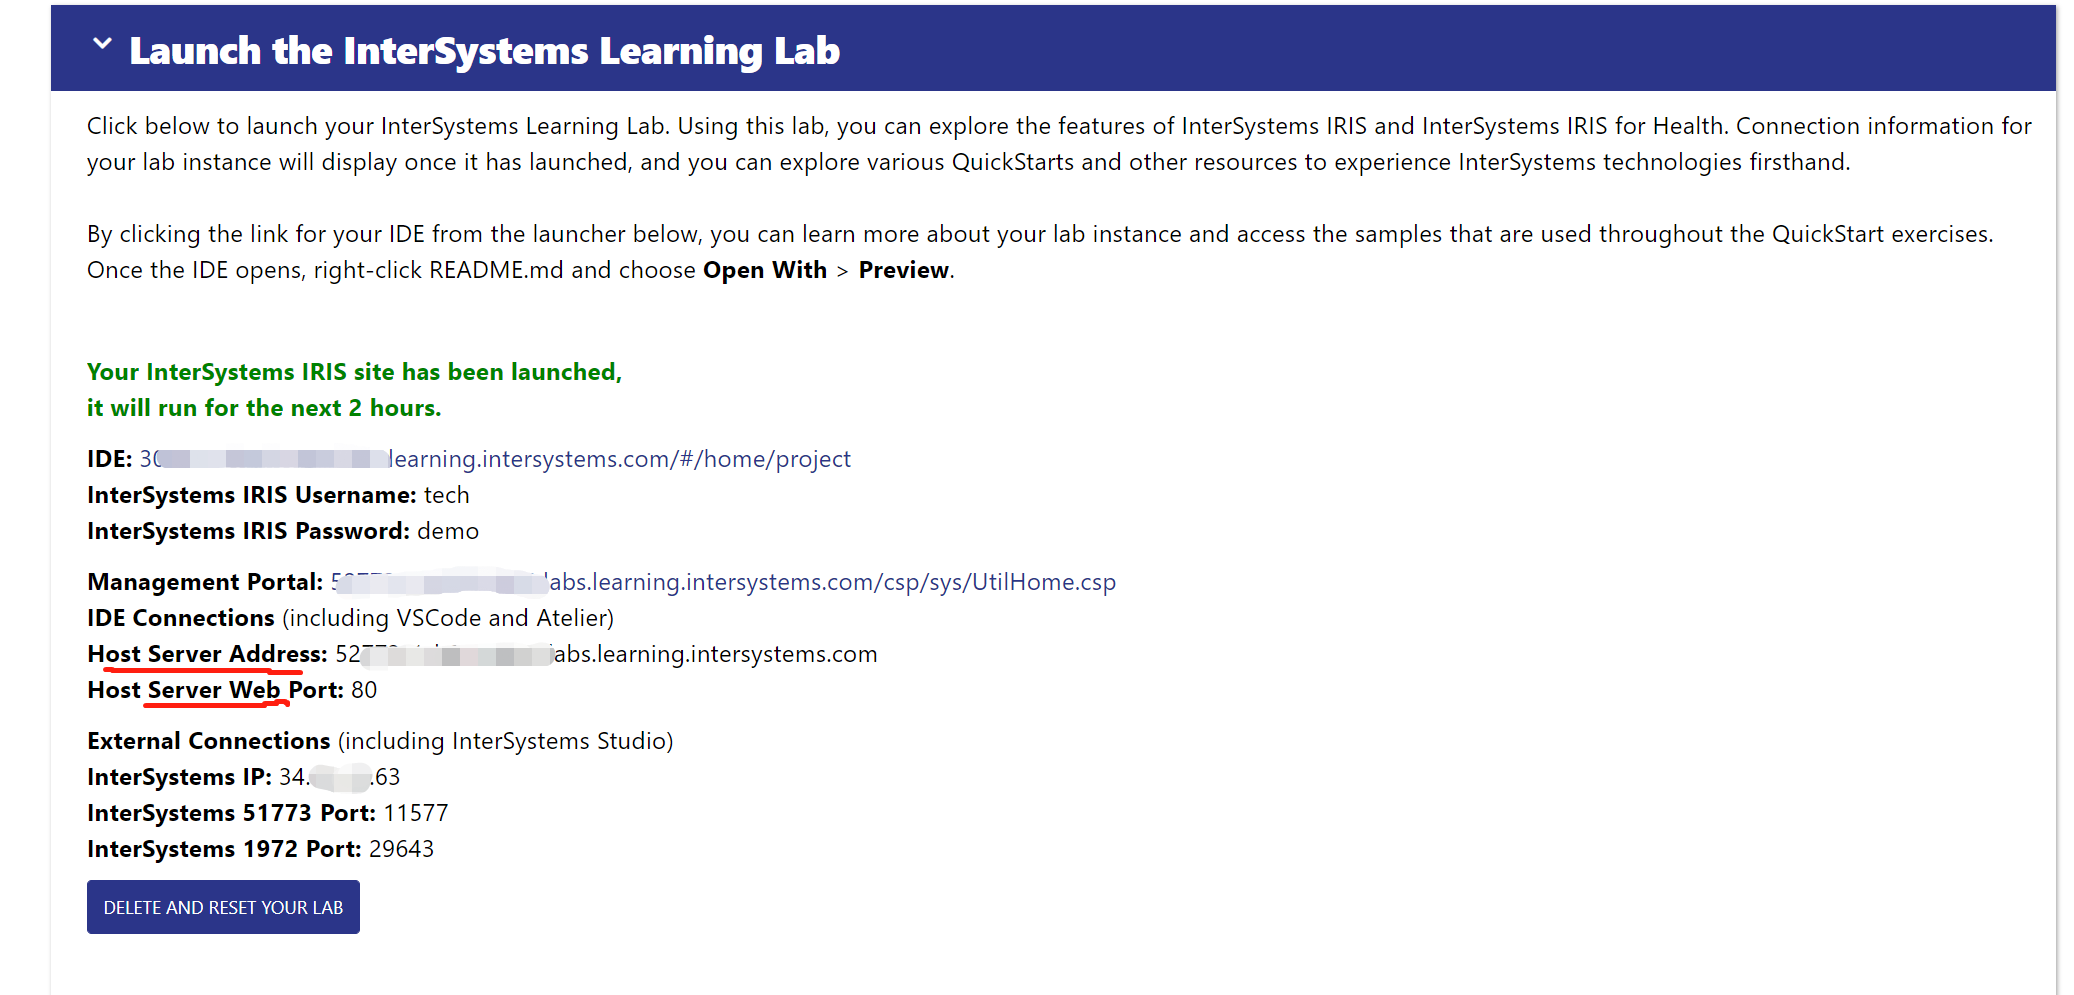 Launch the InterSystems Learning Lab
Click below to launch your InterSystems Learning Lab. Using this lab, you can explore the features of InterSystems IRIS and InterSystems IRIS for Health. Connection information for
your lab instance will display once it has launched, and you can explore various QuickStarts and other resources to experience InterSystems technologies firsthand.
By clicking the link for your IDE from the launcher below, you can learn more about your lab instance and access the samples that are used throughout the QuickStart exercises.
Once the IDE opens, right-click README.md and choose Open With > Preview.
Your InterSystems IRIS site has been launched,
it will run for the next 2 hours.
IDE: learning.intersystems.com/#/home/project
InterSystems IRIS Username: tech
InterSystems IRIS Password: demo
Management Portal: labs.learning.intersystems.com/csp/sys/UtilHome.csp
IDE Connections (including VSCode and Atelier)
Host Server Address: 52 abs.learning.intersystems.com
Host Server Web Port: 80
External Connections (including InterSystems Studio)
InterSystems IP: 34. .63
InterSystems 51773 Port: 11577
InterSystems 1972 Port: 29643
DELETE AND RESET YOUR LAB